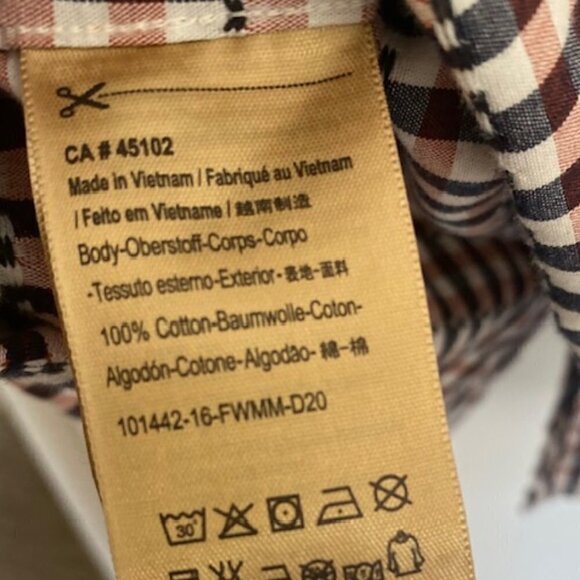 CA # 45102
Made in Vietnam / Fabriqué au Vietnam
/ Feito em Vietname / 越南制造
Body-Oberstoff-Corps-Corpo
-Tessuto esterno-Exterior-表地-面料
100% Cotton-Baumwolle-Coton-
Algodón-Cotone-Algodão- 綿-棉
101442-16-FWMM-D20
30°